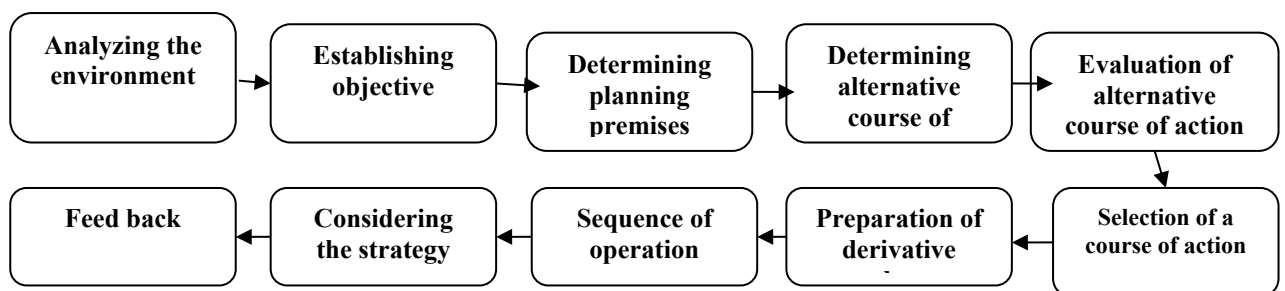 Analyzing the
environment
Establishing
objective
Determining
planning
premises
Determining
alternative
course of
Evaluation of
alternative
course of action
Selection of a
course of action
Preparation of
derivative
Sequence of
operation
Considering
the strategy
Feed back